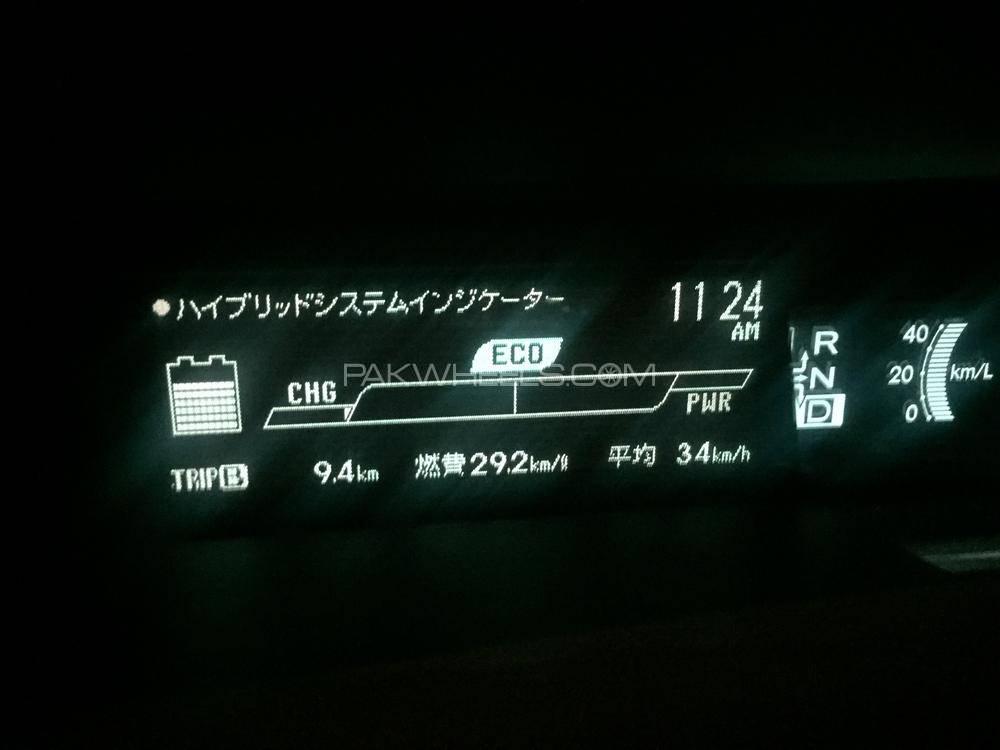 ハイブリッドシステムインジケーター 11 24
AM
ECO
PAKWHEELS.COM
CHG
PWR
TRIP B 9.4km 燃費 29.2km/ℓ 平均 34km/h
R
N
D
40
20 km/L
0